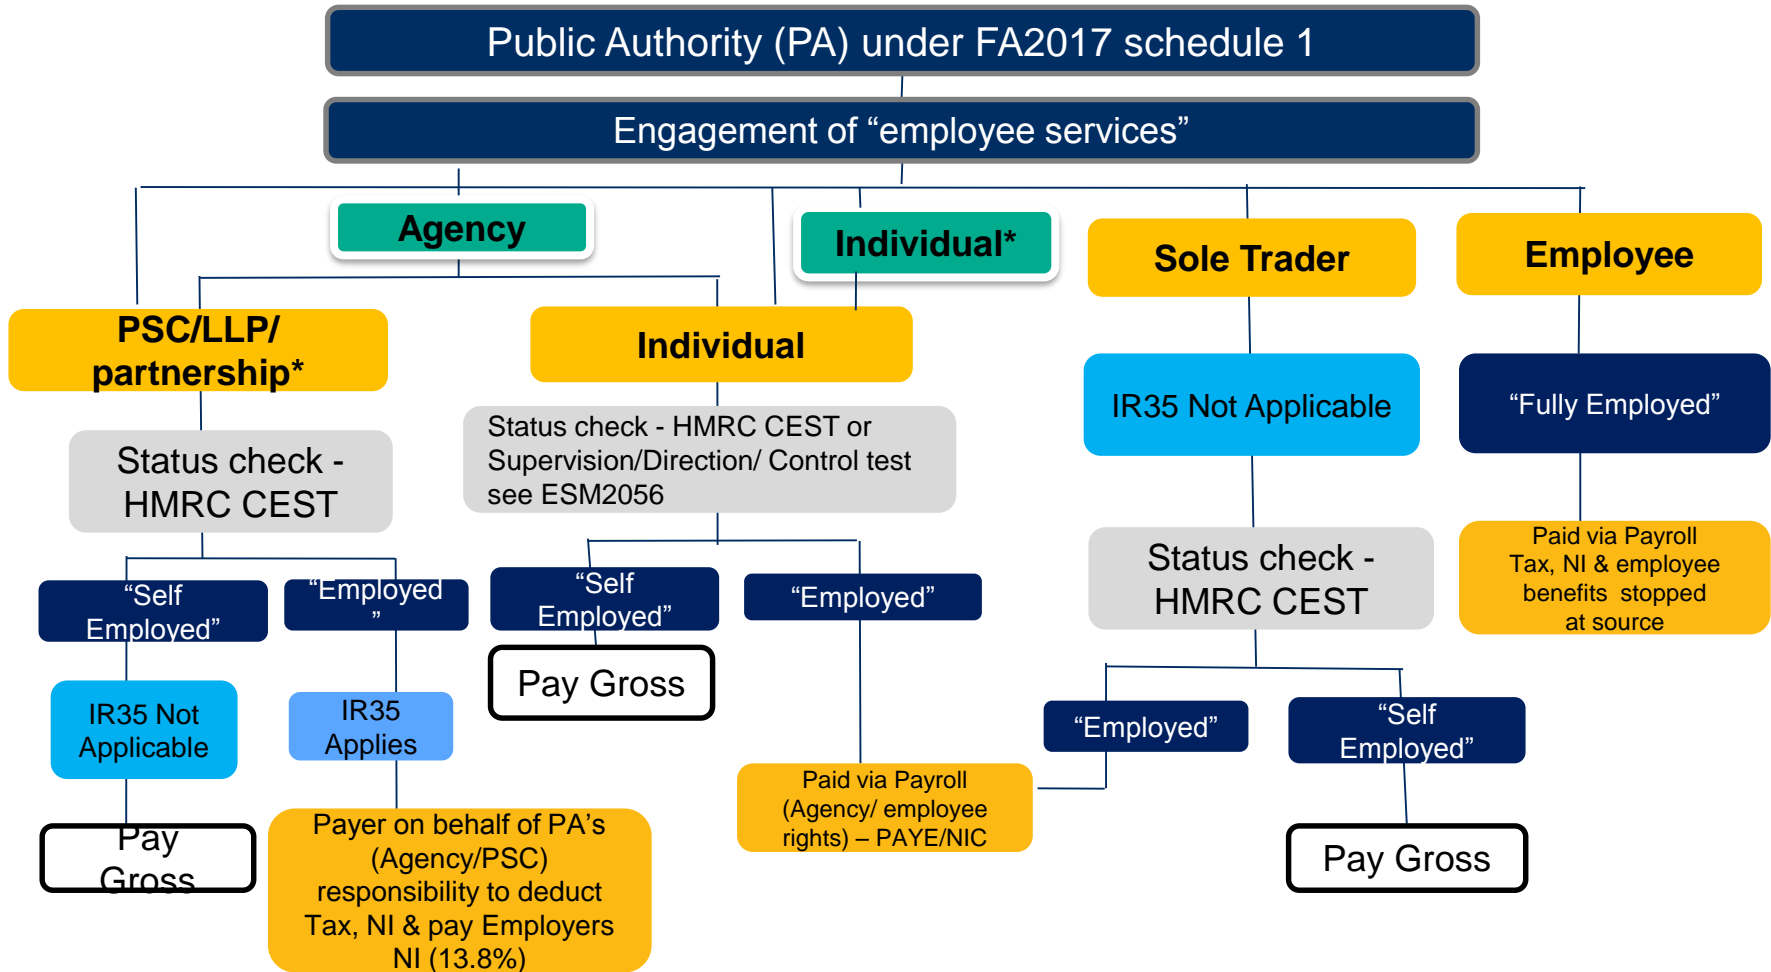 Public Authority (PA) under FA2017 schedule 1
Engagement of “employee services”
Agency
Individual*
Sole Trader
Employee
PSC/LLP/
partnership*
Individual
IR35 Not Applicable
“Fully Employed”
Status check -
HMRC CEST
Status check - HMRC CEST or
Supervision/Direction/ Control test
see ESM2056
Status check -
HMRC CEST
Paid via Payroll
Tax, NI & employee
benefits stopped
at source
“Self
Employed”
“Employed
”
“Self
Employed”
“Employed”
Pay Gross
IR35 Not
Applicable
IR35
Applies
“Employed”
“Self
Employed”
Paid via Payroll
(Agency/ employee
rights) – PAYE/NIC
Pay
Gross
Payer on behalf of PA’s
(Agency/PSC)
responsibility to deduct
Tax, NI & pay Employers
NI (13.8%)
Pay Gross